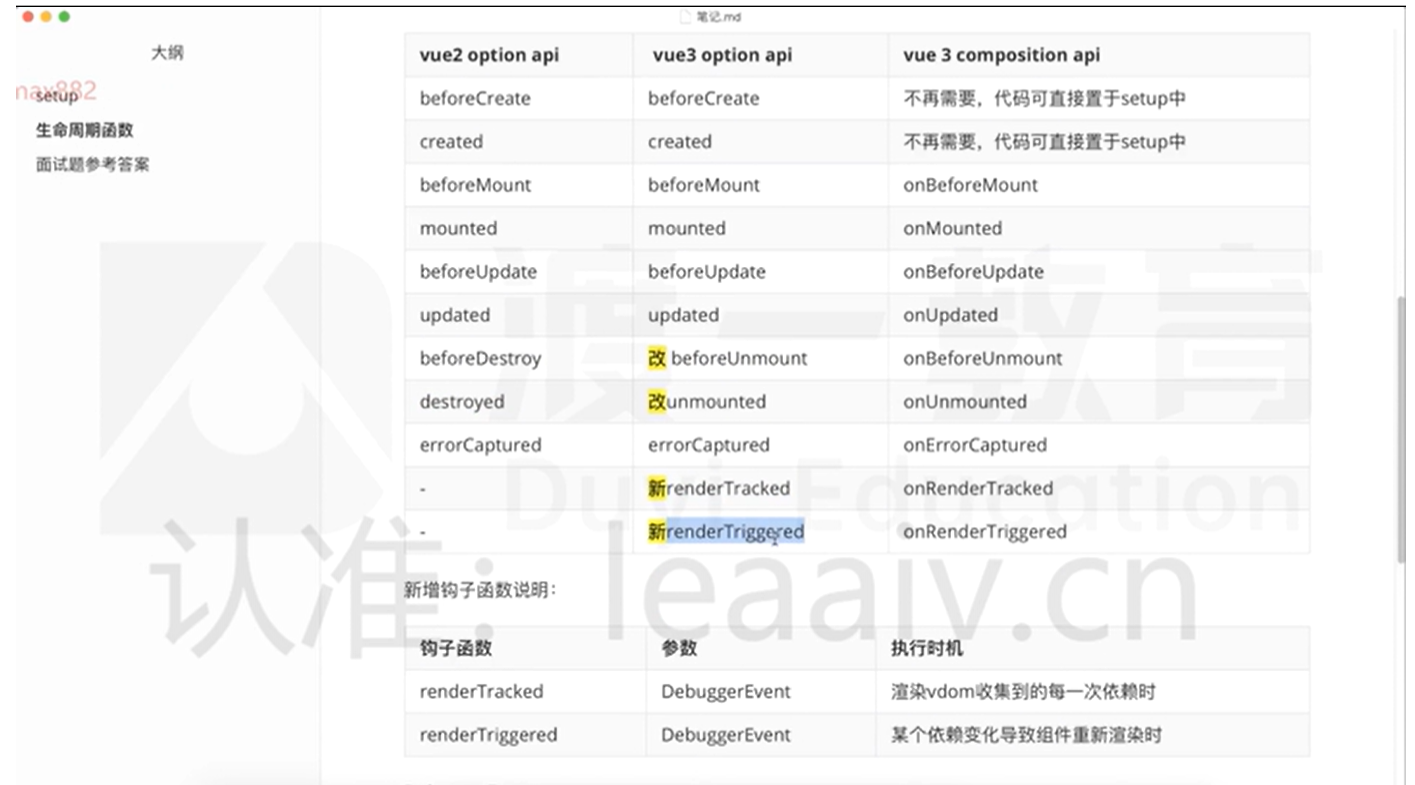 笔记.md
大纲
max882
setup
生命周期函数
面试题参考答案
vue2 option api vue3 option api vue 3 composition api
beforeCreate beforeCreate 不再需要，代码可直接置于setup中
created created 不再需要，代码可直接置于setup中
beforeMount beforeMount onBeforeMount
mounted mounted onMounted
beforeUpdate beforeUpdate onBeforeUpdate
updated updated onUpdated
beforeDestroy 改 beforeUnmount onBeforeUnmount
destroyed 改unmounted onUnmounted
errorCaptured errorCaptured onErrorCaptured
- 新renderTracked onRenderTracked
- 新renderTriggered onRenderTriggered
渡一教育
Duyi Education
认准：leaaiv.cn
新增钩子函数说明：
钩子函数 参数 执行时机
renderTracked DebuggerEvent 渲染vdom收集到的每一次依赖时
renderTriggered DebuggerEvent 某个依赖变化导致组件重新渲染时